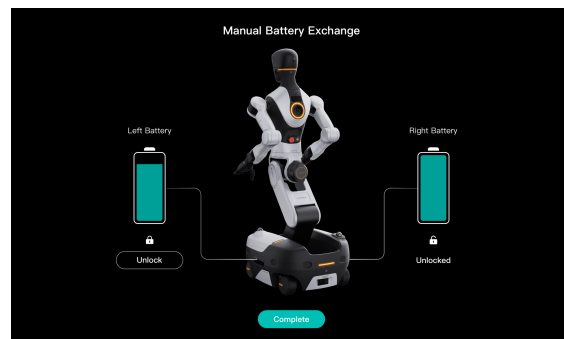 Manual Battery Exchange
Left Battery
Right Battery
Unlock
Unlocked
Complete